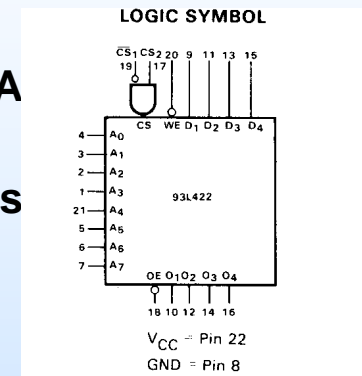 LOGIC SYMBOL
CS1 CS2 20 9 11 13 15
19 17
A
CS WE D1 D2 D3 D4
4 A0
3 A1
2 A2
s
1 A3
93L422
21 A4
5 A5
6 A6
7 A7
OE O1 O2 O3 O4
18 10 12 14 16
VCC = Pin 22
GND = Pin 8